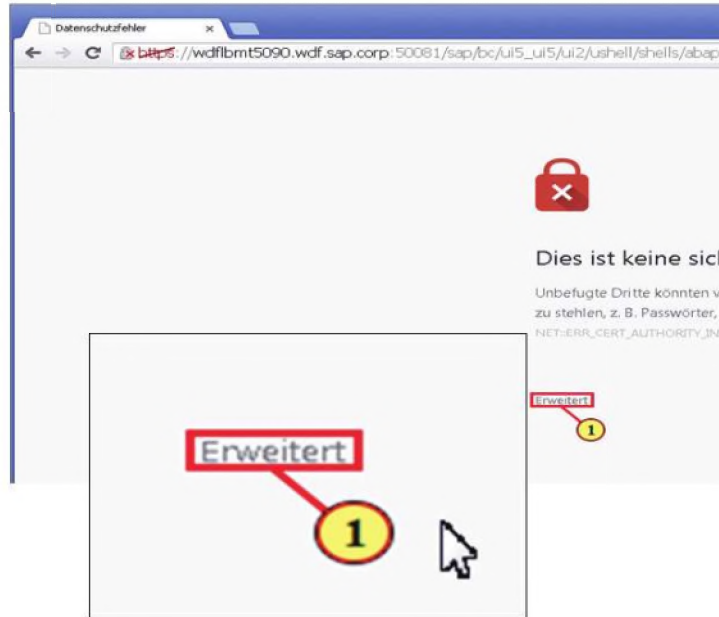 Datenschutzfehler
https://wdflbmt5090.wdf.sap.corp:50081/sap/bc/ui5_ui5/ui2/ushell/shells/abap
Dies ist keine sich
Unbefugte Dritte könnten v
zu stehlen, z. B. Passwörter,
NET::ERR_CERT_AUTHORITY_IN
Erweitert
1
Erweitert
1